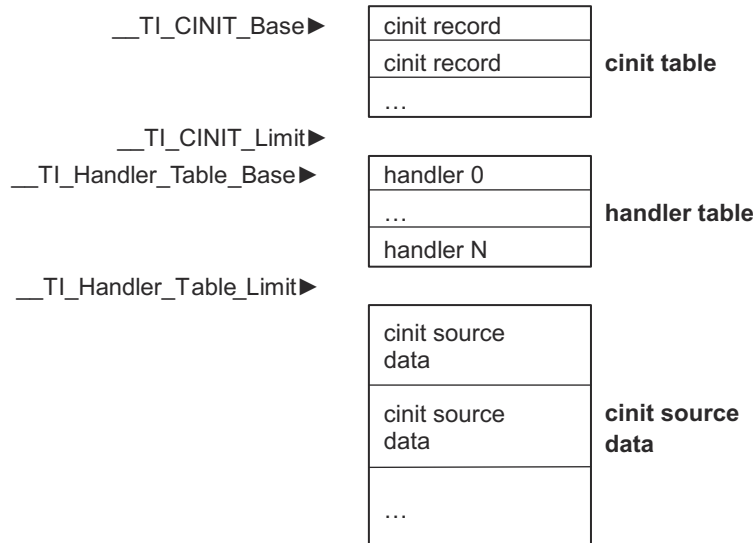 __TI_CINIT_Base►
cinit record
cinit record
cinit table
…
__TI_CINIT_Limit►
__TI_Handler_Table_Base►
handler 0
…
handler table
handler N
__TI_Handler_Table_Limit►
cinit source
data
cinit source
data
cinit source
data
…